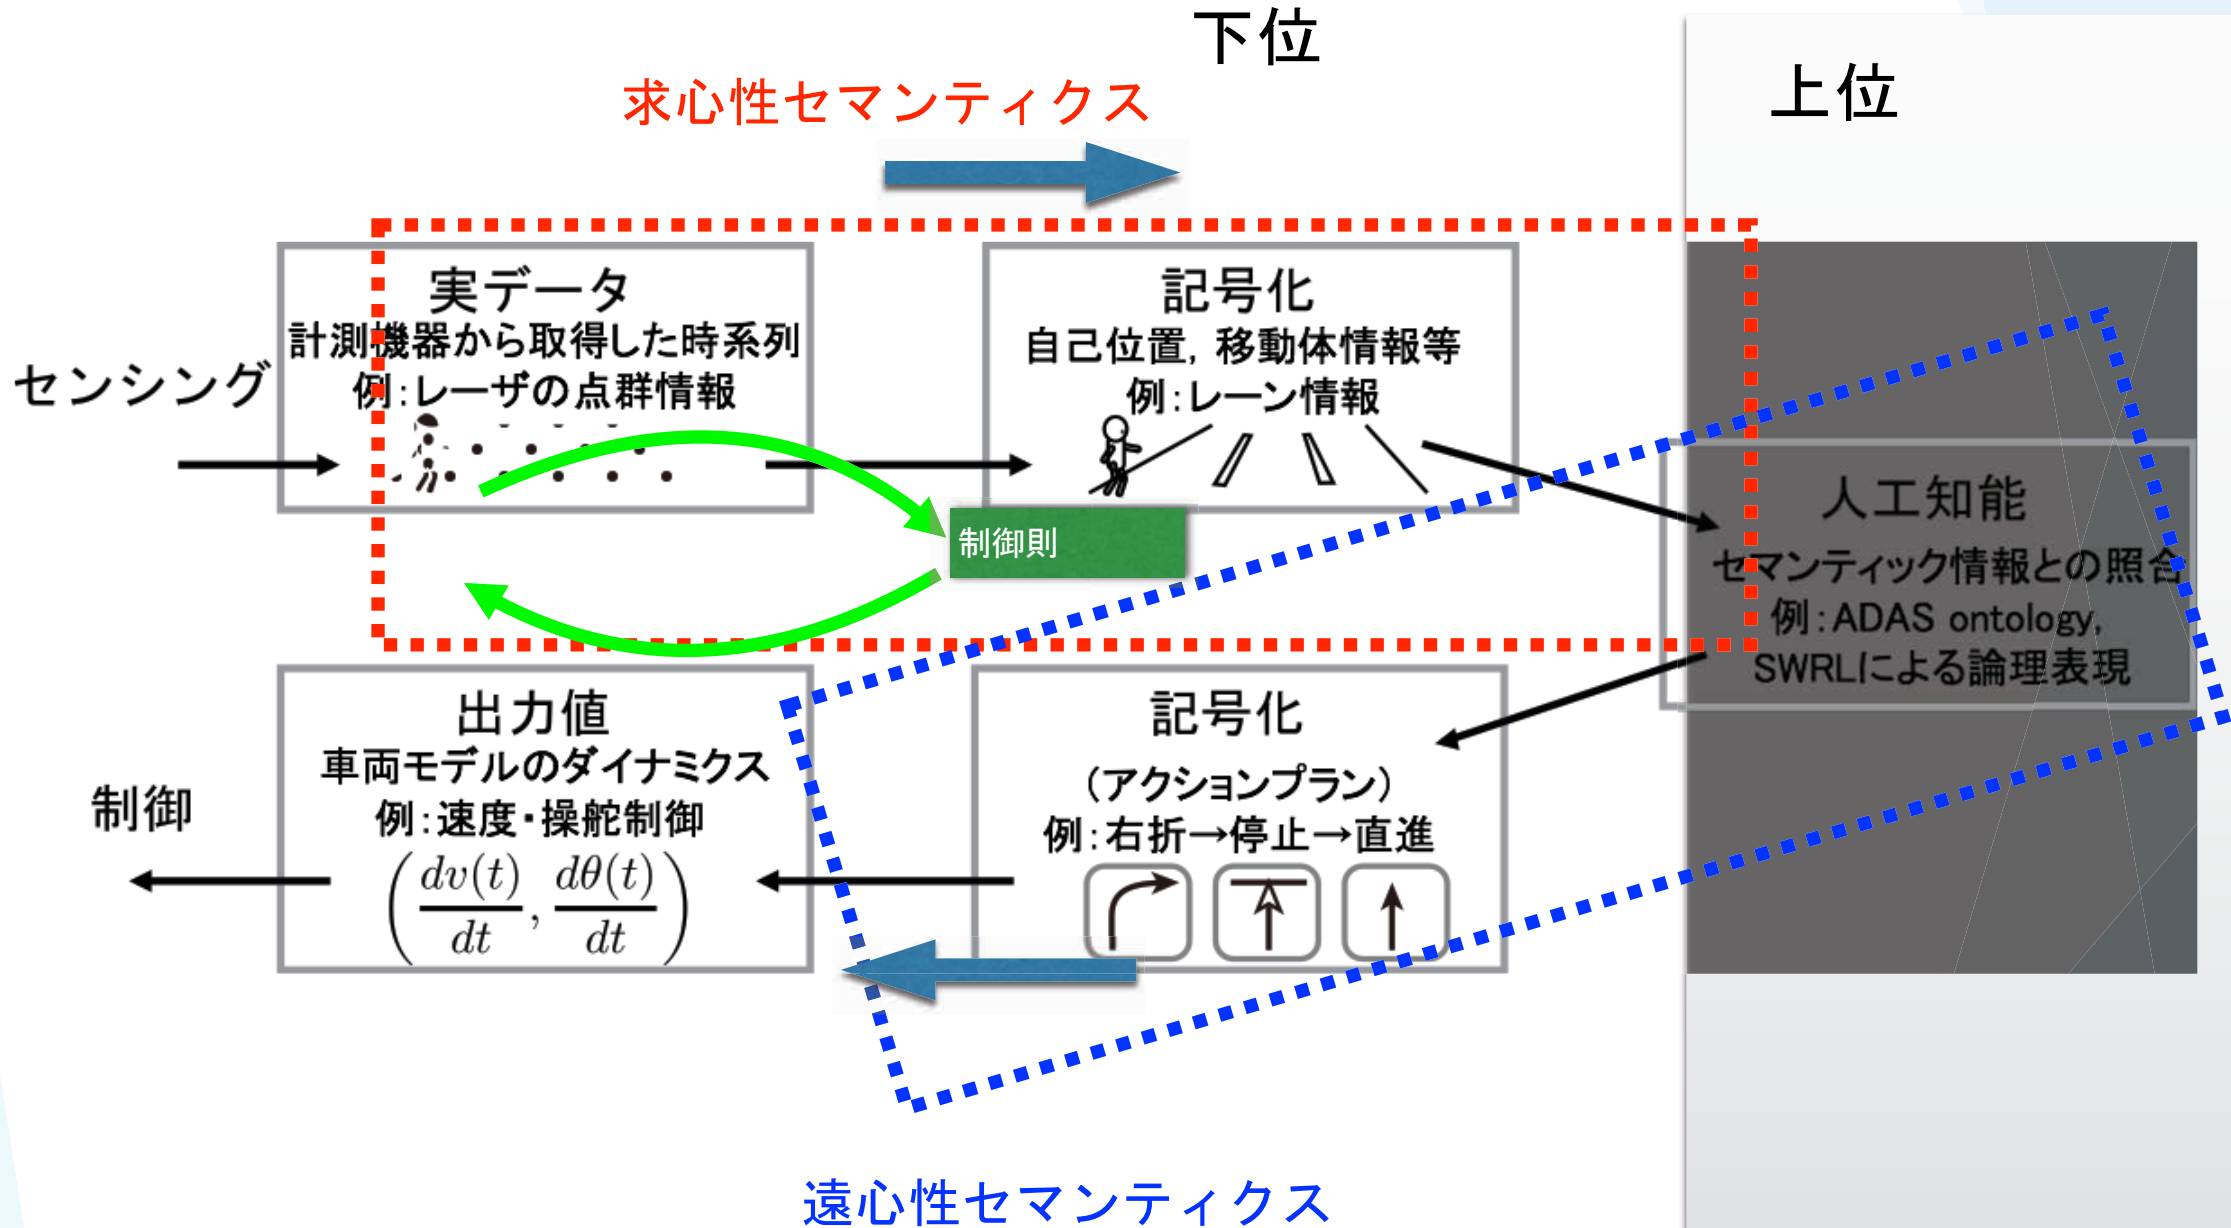 下位
上位
求心性セマンティクス
実データ
計測機器から取得した時系列
例:レーザの点群情報
記号化
自己位置, 移動体情報等
例:レーン情報
センシング
制御則
人工知能
セマンティック情報との照合
例:ADAS ontology,
SWRLによる論理表現
出力値
車両モデルのダイナミクス
例:速度・操舵制御
(dv(t)/dt, dθ(t)/dt)
記号化
(アクションプラン)
例:右折→停止→直進
制御
遠心性セマンティクス